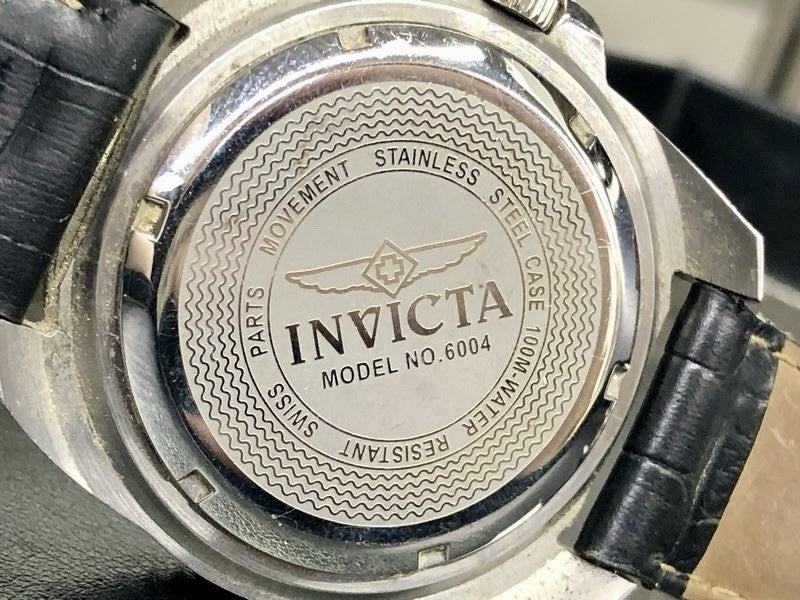 INVICTA
MODEL NO.6004
SWISS PARTS MOVEMENT STAINLESS STEEL CASE 100M-WATER RESISTANT